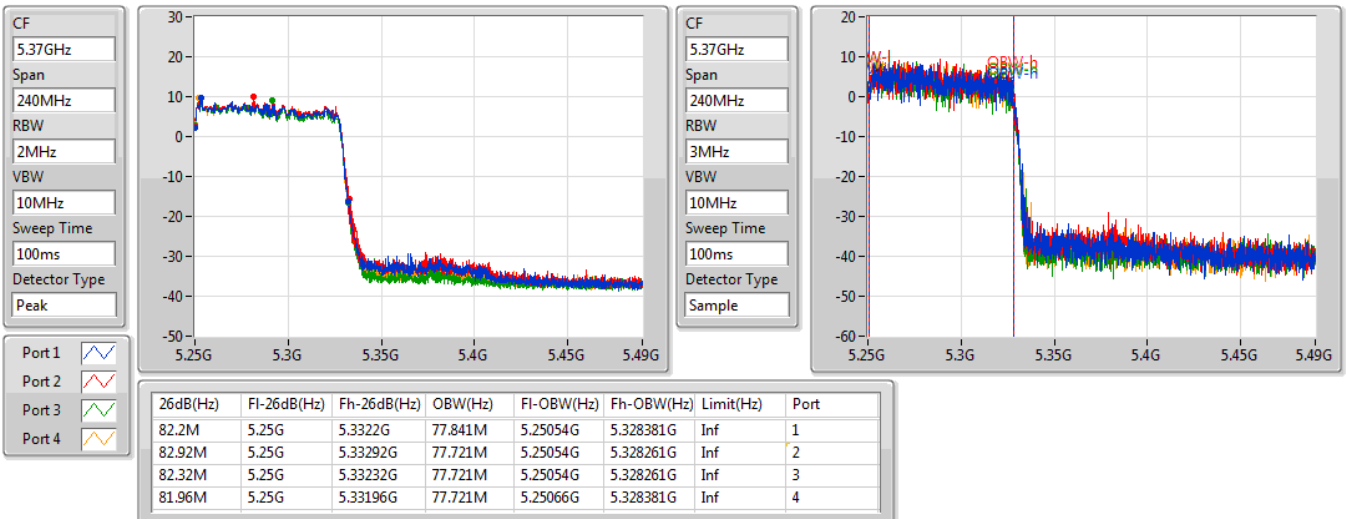 CF
5.37GHz
Span
240MHz
RBW
2MHz
VBW
10MHz
Sweep Time
100ms
Detector Type
Peak
Port 1
Port 2
Port 3
Port 4
30
20
10
0
-10
-20
-30
-40
-50
5.25G 5.3G 5.35G 5.4G 5.45G 5.49G
CF
5.37GHz
Span
240MHz
RBW
3MHz
VBW
10MHz
Sweep Time
100ms
Detector Type
Sample
20
10
0
-10
-20
-30
-40
-50
-60
W-l
OBW-h
OBW-h
5.25G 5.3G 5.35G 5.4G 5.45G 5.49G
26dB(Hz) Fl-26dB(Hz) Fh-26dB(Hz) OBW(Hz) Fl-OBW(Hz) Fh-OBW(Hz) Limit(Hz) Port
82.2M 5.25G 5.3322G 77.841M 5.25054G 5.328381G Inf 1
82.92M 5.25G 5.33292G 77.721M 5.25054G 5.328261G Inf 2
82.32M 5.25G 5.33232G 77.721M 5.25054G 5.328261G Inf 3
81.96M 5.25G 5.33196G 77.721M 5.25066G 5.328381G Inf 4